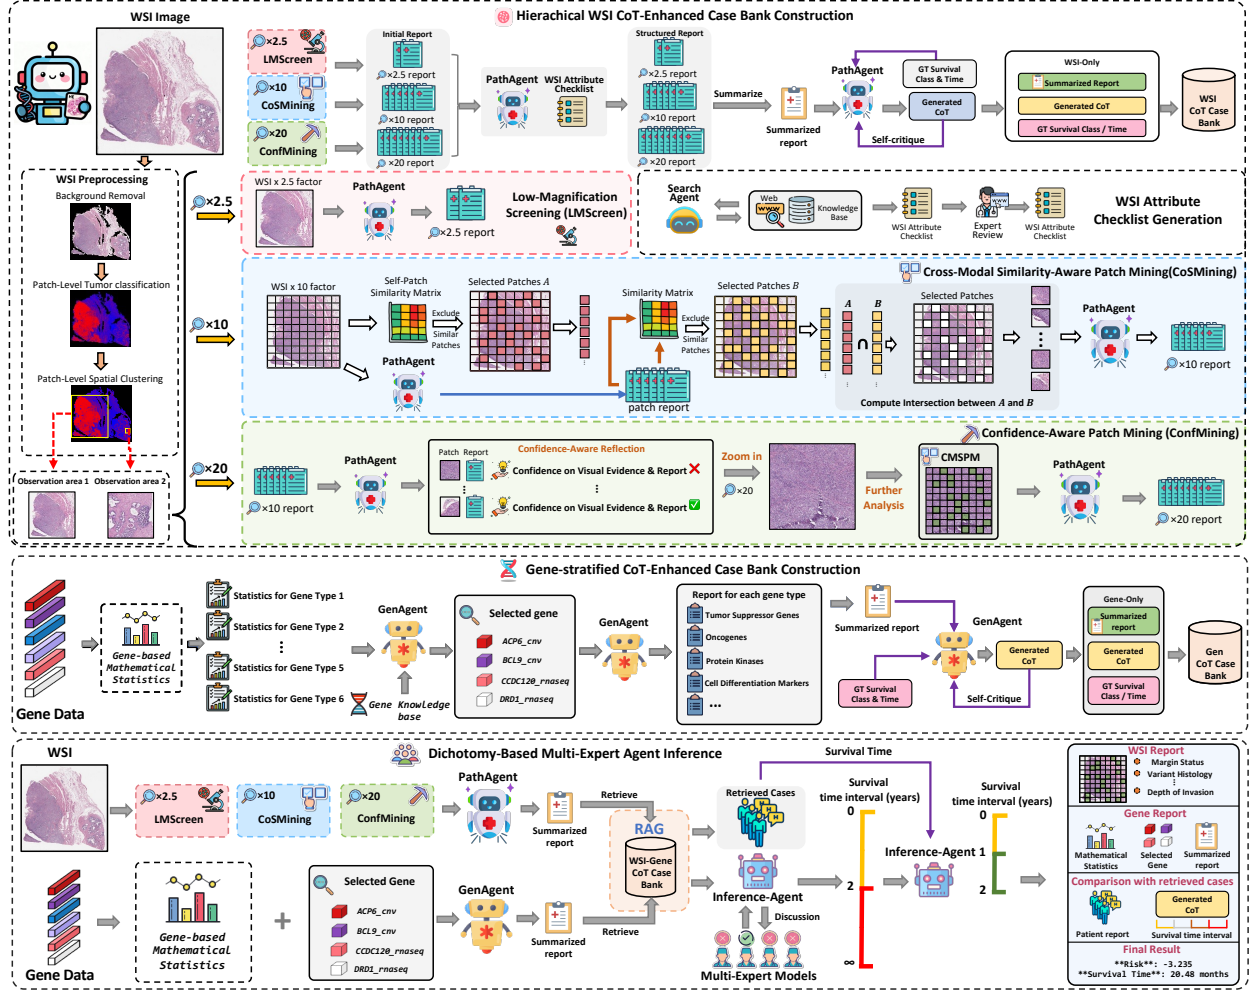 Hierachical WSI CoT-Enhanced Case Bank Construction
WSI Image
×2.5
LMScreen
×10
CoSMining
×20
ConfMining
Initial Report
×2.5 report
×10 report
×20 report
PathAgent
WSI Attribute
Checklist
Structured Report
×2.5 report
×10 report
×20 report
Summarize
Summarized
report
PathAgent
GT Survival
Class & Time
Generated
CoT
Self-critique
WSI-Only
Summarized Report
Generated CoT
GT Survival Class / Time
WSI
CoT Case
Bank
WSI Preprocessing
Background Removal
Patch-Level Tumor classification
Patch-Level Spatial Clustering
Observation area 1
Observation area 2
×2.5
×10
×20
WSI x 2.5 factor
PathAgent
×2.5 report
Low-Magnification
Screening (LMScreen)
Search
Agent
Web
WWW
Knowledge
Base
WSI Attribute
Checklist
Expert
Review
WWW
WSI Attribute
Checklist
WSI Attribute
Checklist Generation
Cross-Modal Similarity-Aware Patch Mining(CoSMining)
WSI x 10 factor
Self-Patch
Similarity Matrix
Exclude
Similar
Patches
Selected Patches A
PathAgent
patch report
Similarity Matrix
Exclude
Similar
Patches
Selected Patches B
A
B
∩
Selected Patches
Compute Intersection between A and B
PathAgent
×10 report
Confidence-Aware Patch Mining (ConfMining)
×10 report
PathAgent
Confidence-Aware Reflection
Patch Report
Confidence on Visual Evidence & Report
Confidence on Visual Evidence & Report
Zoom in
×20
Further
Analysis
CMSPM
PathAgent
×20 report
Gene-stratified CoT-Enhanced Case Bank Construction
Gene Data
Gene-based
Mathematical
Statistics
Statistics for Gene Type 1
Statistics for Gene Type 2
Statistics for Gene Type 5
Statistics for Gene Type 6
GenAgent
Gene Knowledge
base
Selected gene
ACP6_cnv
BCL9_cnv
CCDC120_rnaseq
DRD1_rnaseq
GenAgent
Report for each gene type
Tumor Suppressor Genes
Oncogenes
Protein Kinases
Cell Differentiation Markers
•••
Summarized report
GT Survival
Class & Time
GenAgent
Generated
CoT
Self-Critique
Gene-Only
Summarized
report
Generated
CoT
GT Survival
Class / Time
Gen
CoT Case
Bank
Dichotomy-Based Multi-Expert Agent Inference
WSI
×2.5
LMScreen
×10
CoSMining
×20
ConfMining
PathAgent
Summarized
report
Retrieve
Gene Data
Gene-based
Mathematical
Statistics
+
Selected Gene
ACP6_cnv
BCL9_cnv
CCDC120_rnaseq
DRD1_rnaseq
GenAgent
Summarized
report
Retrieve
RAG
WSI-Gene
CoT Case
Bank
Retrieved Cases
Inference-Agent
Discussion
Multi-Expert Models
Survival Time
Survival
time interval (years)
0
2
∞
Inference-Agent 1
Survival
time interval (years)
0
1
2
WSI Report
Margin Status
Variant Histology
Depth of Invasion
Gene Report
Mathematical
Statistics
Selected
Gene
Summarized
report
Comparison with retrieved cases
Patient report
Generated
CoT
Survival time interval
Final Result
**Risk**: -3.235
**Survival Time**: 20.48 months